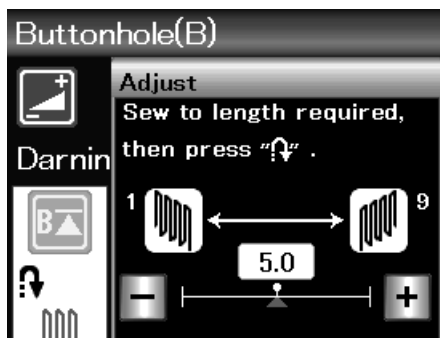 Buttonhole(B)
Adjust
Sew to length required,
then press "".
Darnin
B
1
9
5.0
− +